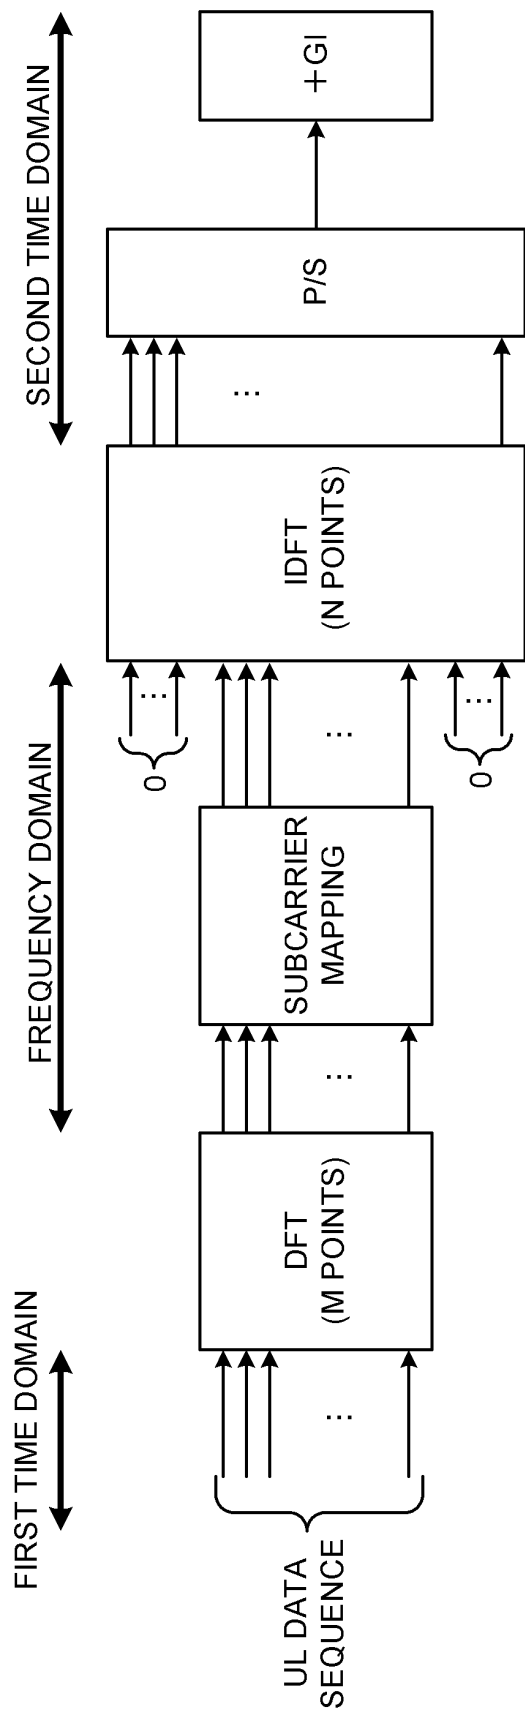 FIRST TIME DOMAIN
FREQUENCY DOMAIN
SECOND TIME DOMAIN
UL DATA
SEQUENCE
...
DFT
(M POINTS)
...
SUBCARRIER
MAPPING
0
...
...
0
...
IDFT
(N POINTS)
...
P/S
+GI